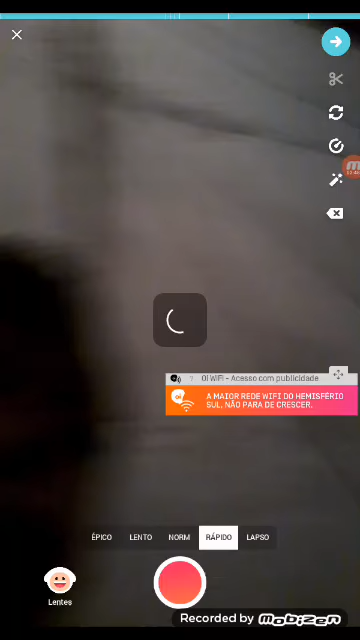 Oi WiFi - Acesso com publicidade
oi
A MAIOR REDE WIFI DO HEMISFÉRIO
SUL. NÃO PARA DE CRESCER.
ÉPICO LENTO NORM RÁPIDO LAPSO
Lentes
Recorded by MOBIZEN